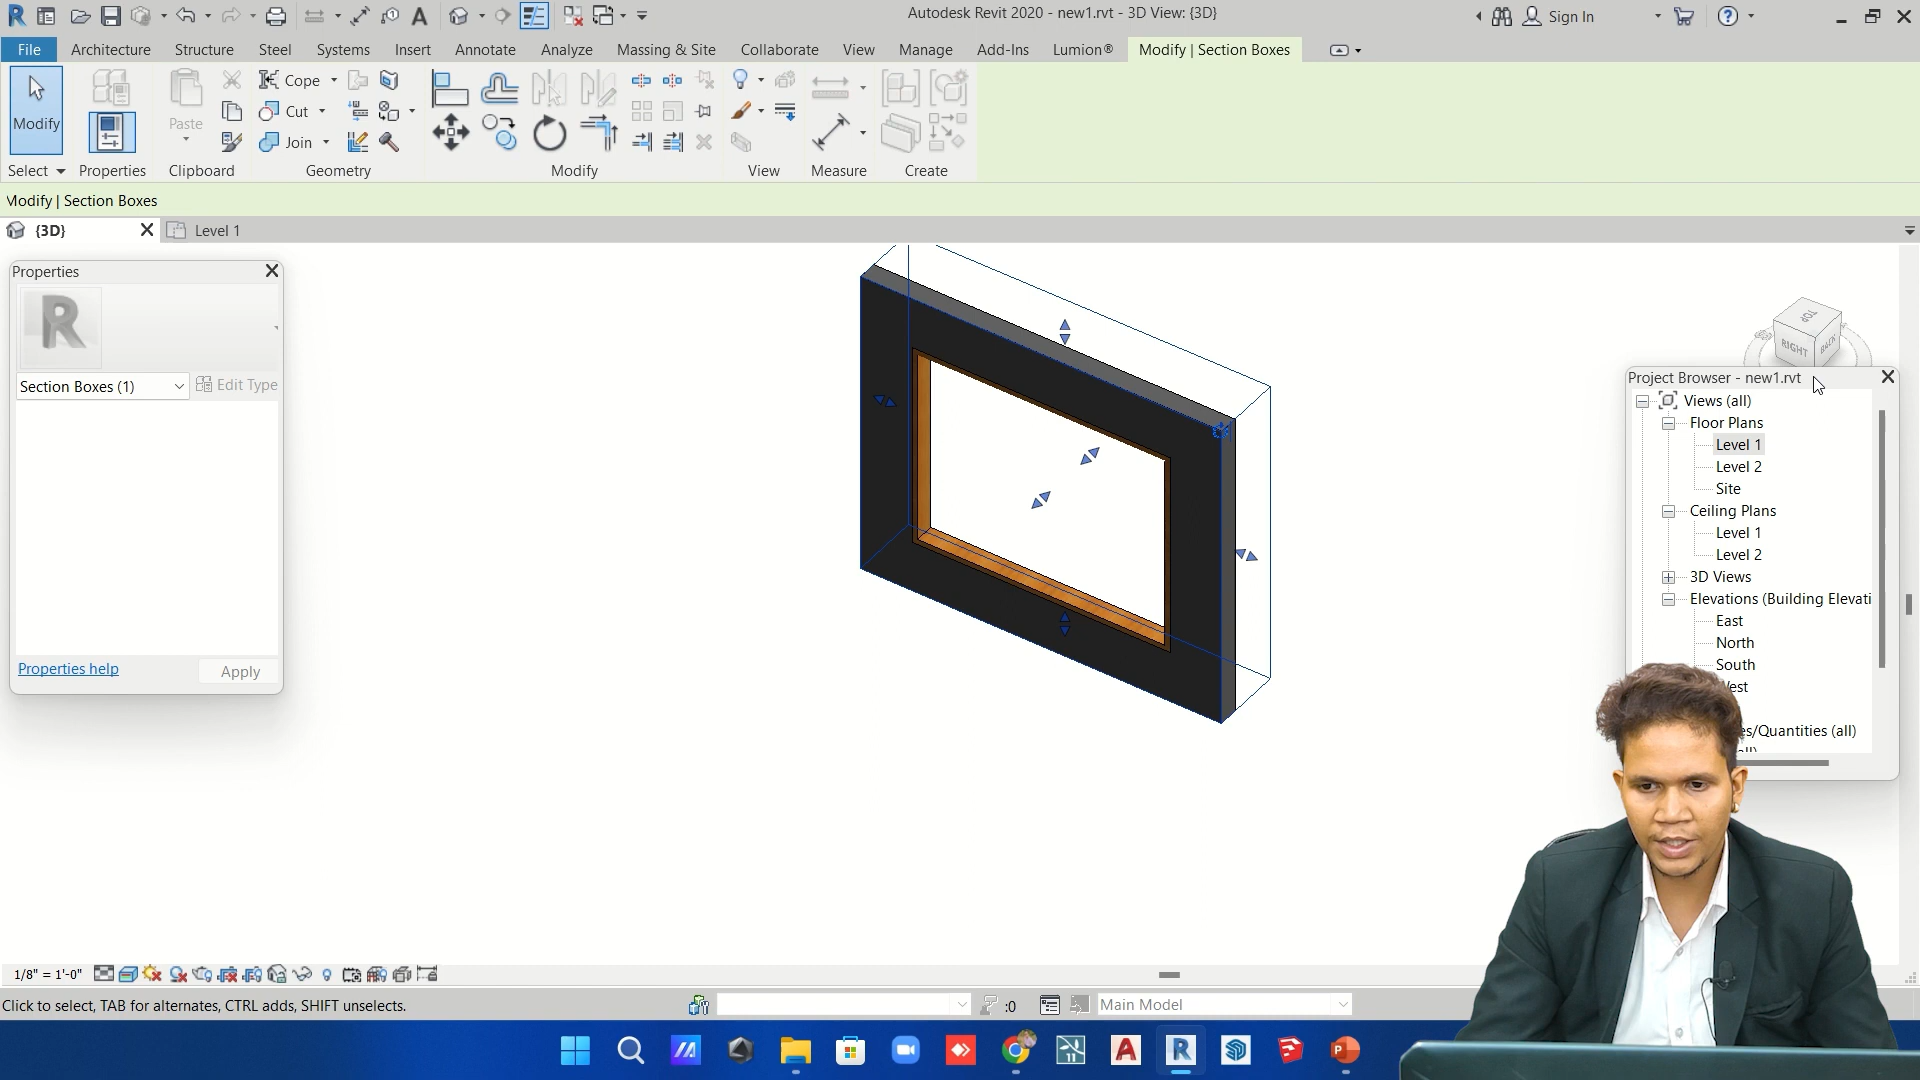 Autodesk Revit 2020 - new1.rvt - 3D View: {3D}
Sign In
File
Architecture
Structure
Steel
Systems
Insert
Annotate
Analyze
Massing & Site
Collaborate
View
Manage
Add-Ins
Lumion®
Modify | Section Boxes
Modify
Paste
Cope
Cut
Join
Select
Properties
Clipboard
Geometry
Modify
View
Measure
Create
Modify | Section Boxes
{3D}
Level 1
Properties
R
Section Boxes (1)
Edit Type
Properties help
Apply
TOP
RIGHT
BACK
Project Browser - new1.rvt
Views (all)
Floor Plans
Level 1
Level 2
Site
Ceiling Plans
Level 1
Level 2
3D Views
Elevations (Building Elevati
East
North
South
est
es/Quantities (all)
1/8" = 1'-0"
Click to select, TAB for alternates, CTRL adds, SHIFT unselects.
:0
Main Model